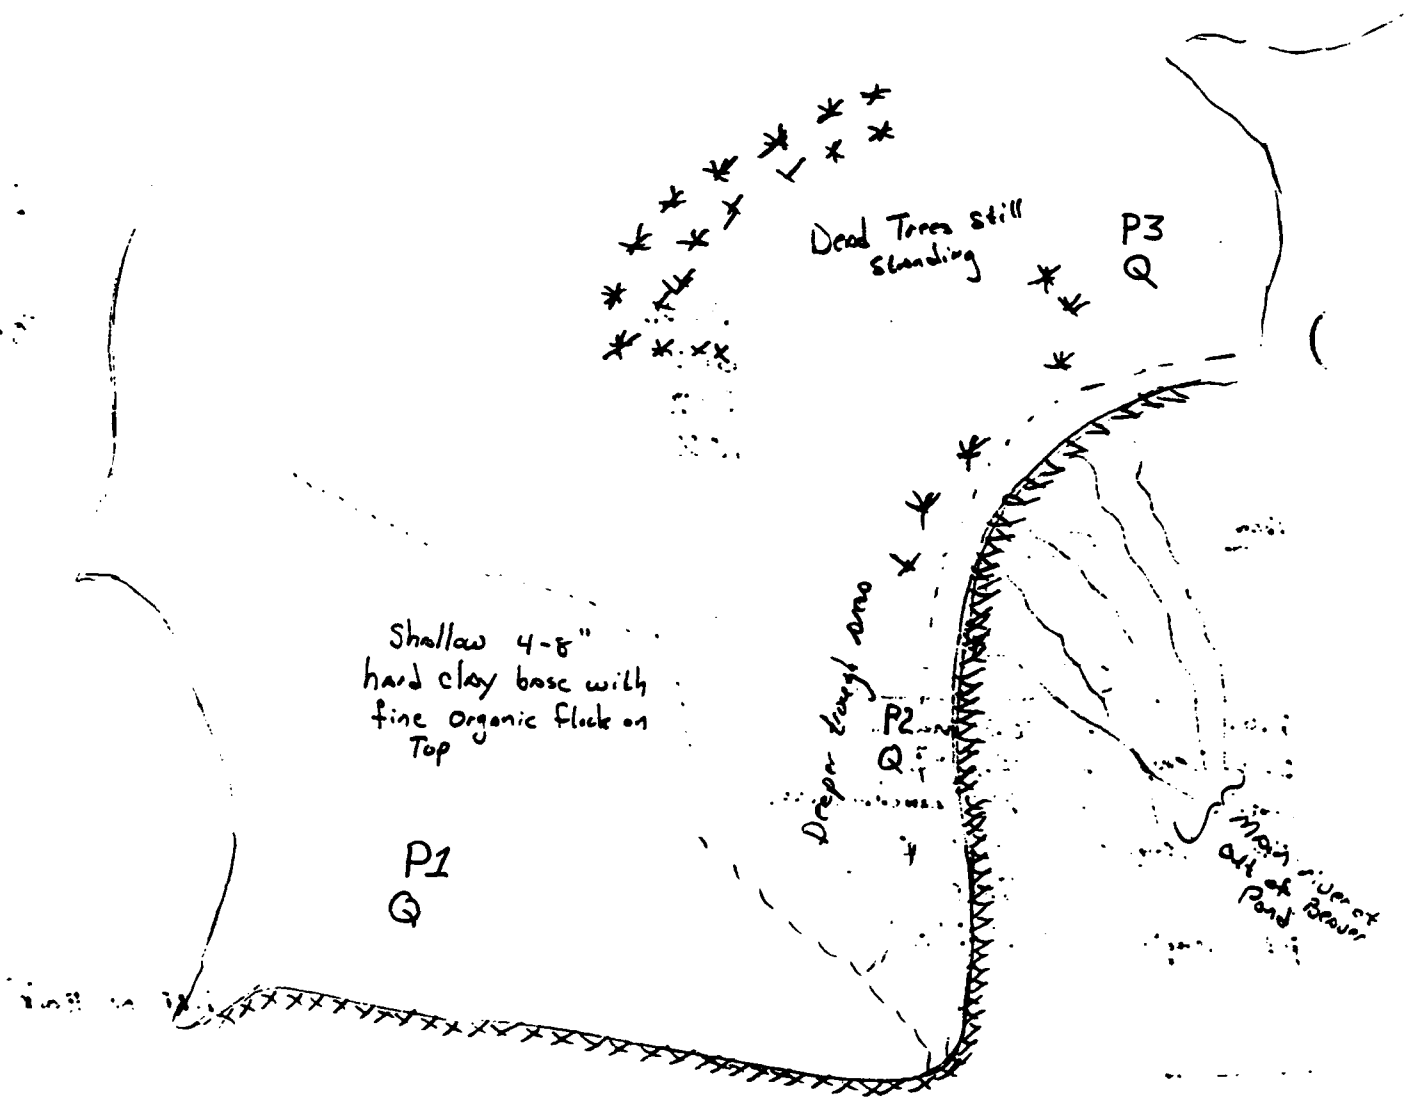 Dead Trees still
standing
P3
Q
Shallow 4-8"
hard clay base with
fine organic flock on
Top
Deeper trough area
P2
Q
P1
Q
Main river ex
out of Beaver
Pond